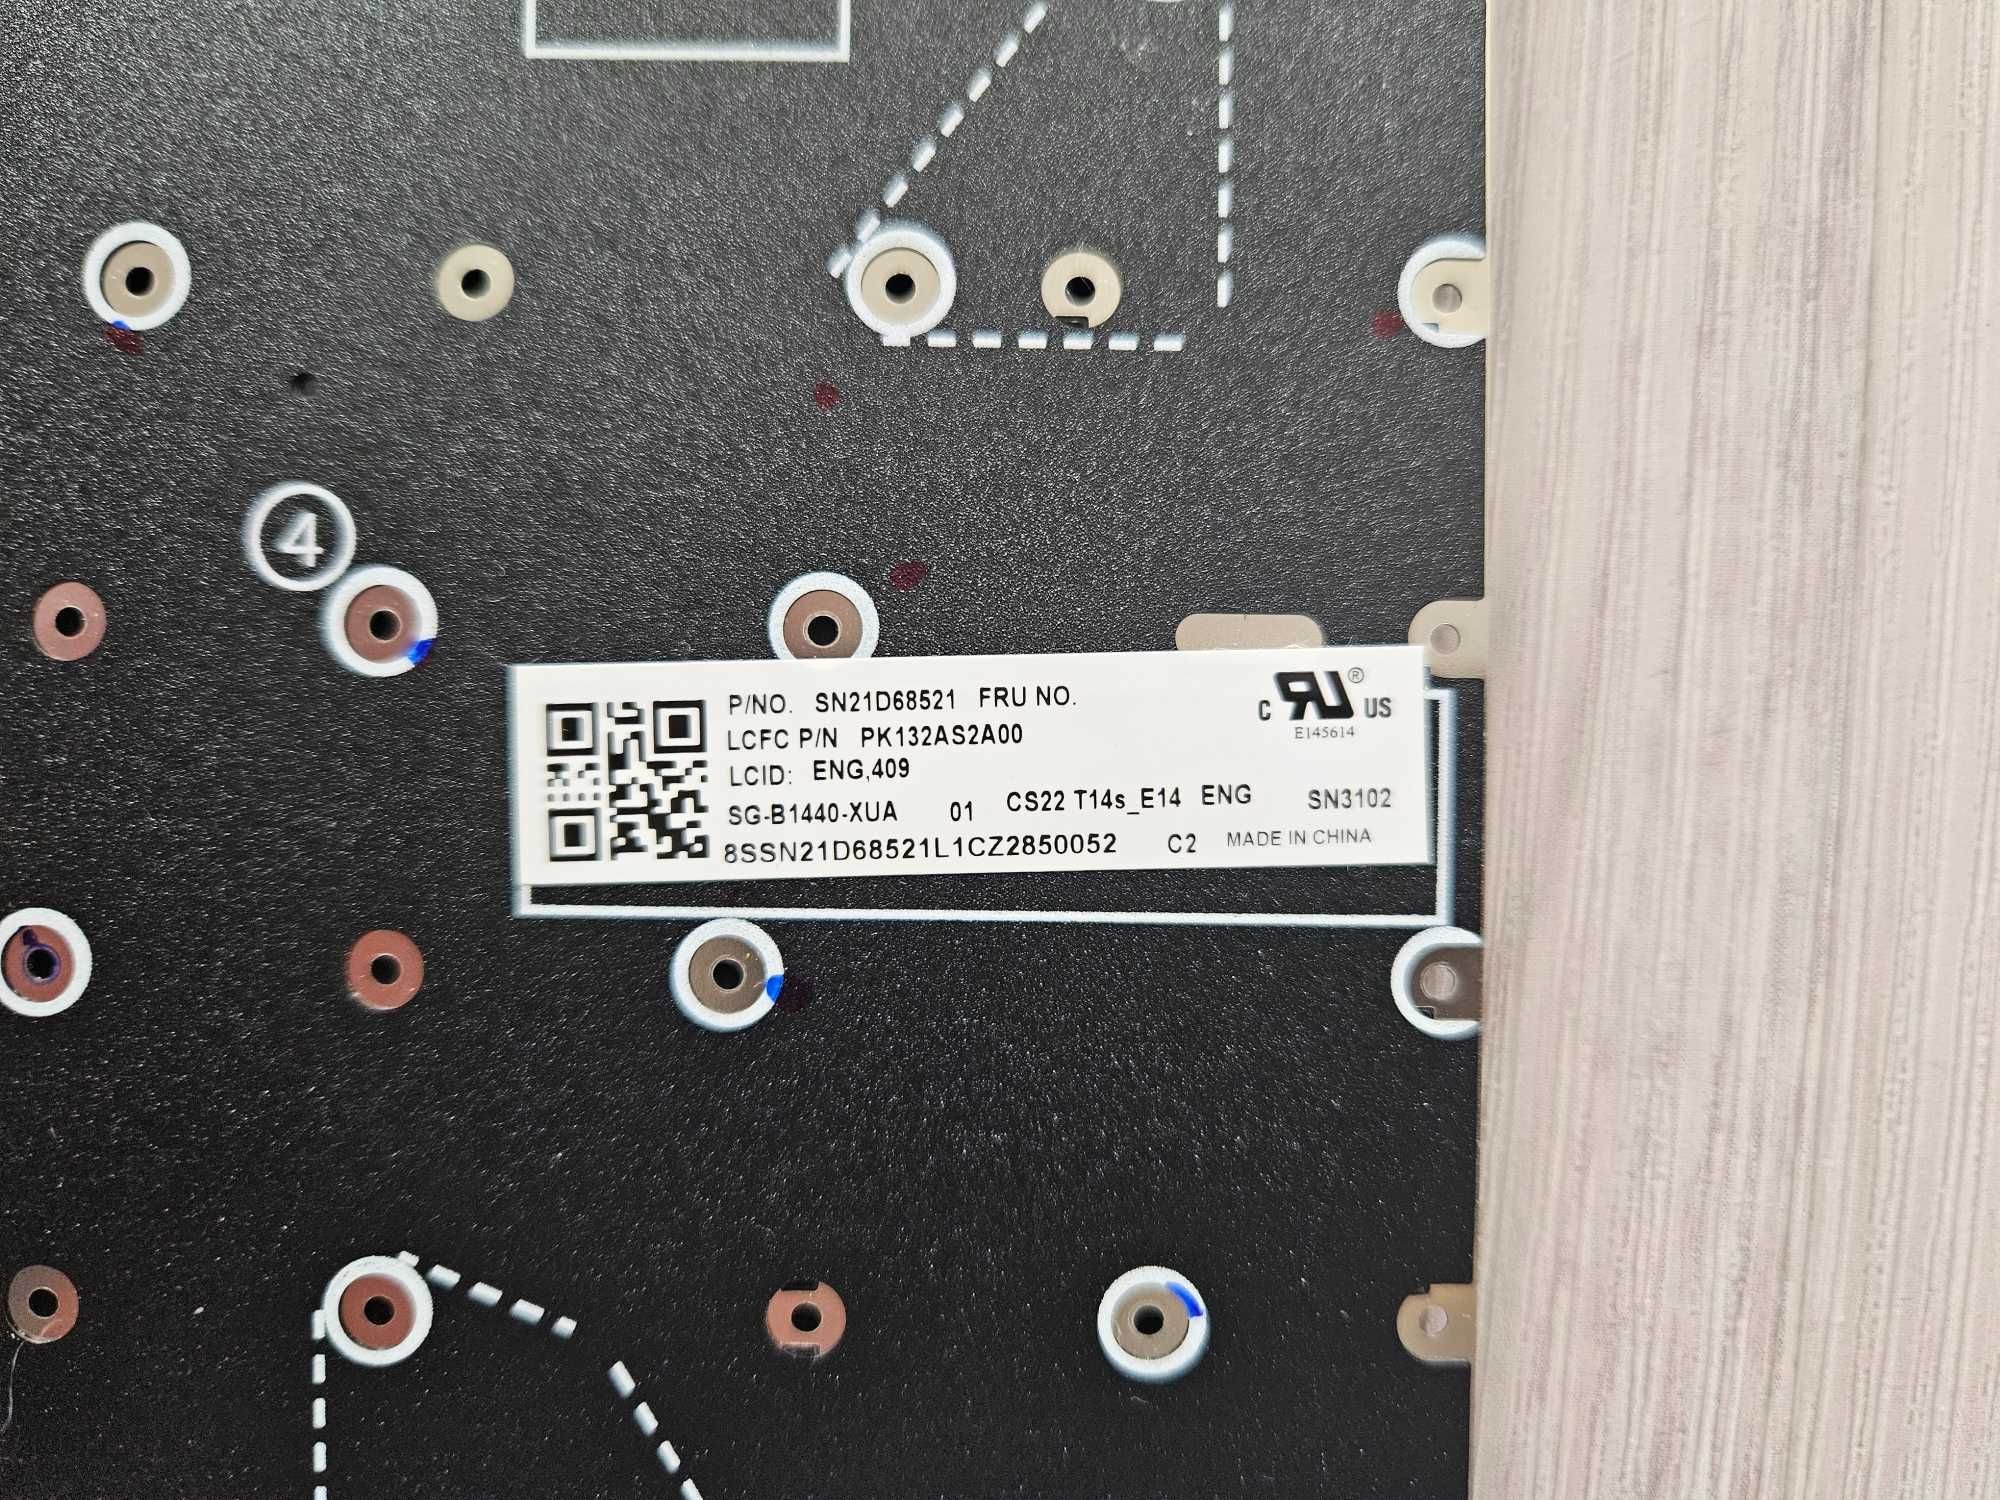 4
P/NO. SN21D68521 FRU NO.
LCFC P/N PK132AS2A00
LCID: ENG,409
SG-B1440-XUA 01 CS22 T14s_E14 ENG SN3102
8SSN21D68521L1CZ2850052 C2 MADE IN CHINA
c RU ® US
E145614